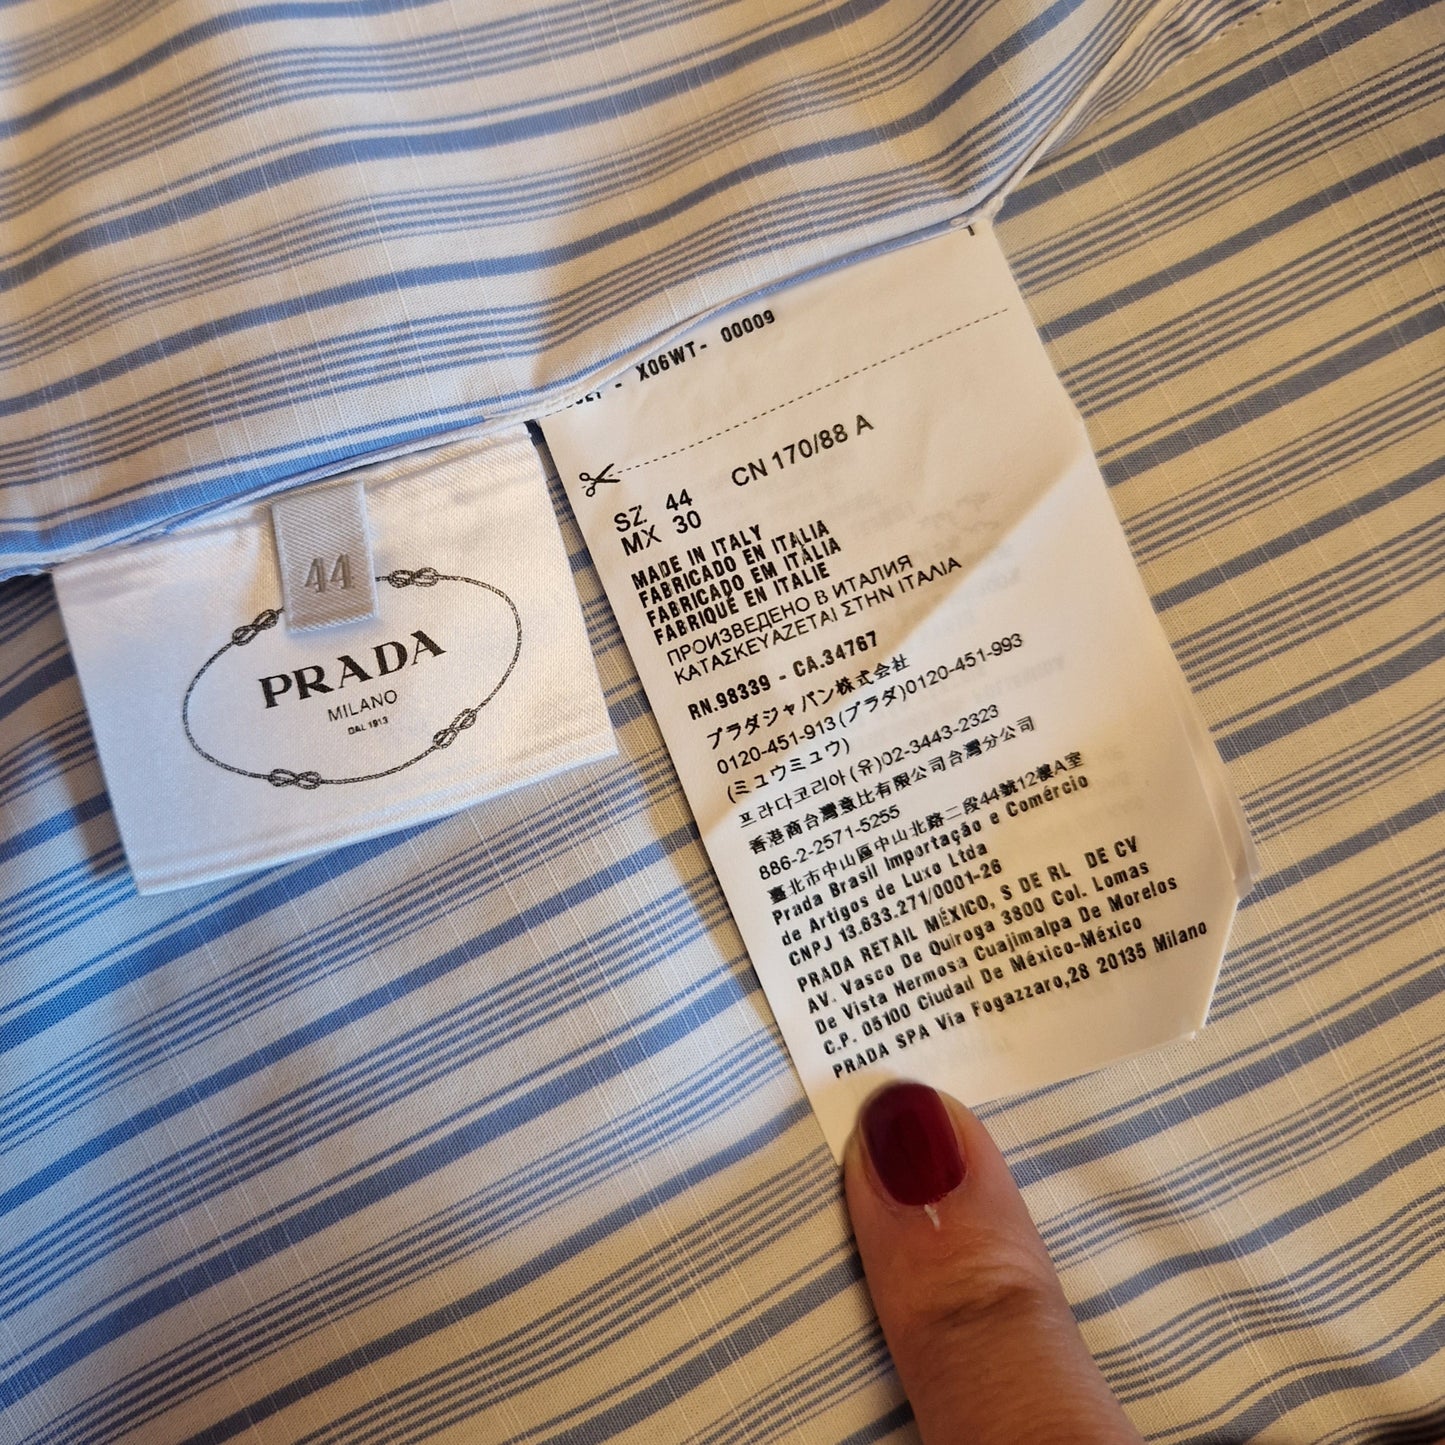 44
PRADA
MILANO
DAL 1913
- X06WT- 00009
CN 170/88 A
SZ 44
MX 30
MADE IN ITALY
FABRICADO EN ITALIA
FABRICADO EM ITÁLIA
FABRIQUÉ EN ITALIE
ПРОИЗВЕДЕНО В ИТАЛИЯ
ΚΑΤΑΣΚΕΥΑΖΕΤΑΙ ΣΤΗΝ ΙΤΑΛΙΑ
RN.98339 - CA.34767
プラダジャパン株式会社
0120-451-913(プラダ)0120-451-993
(ミュウミュウ)
프라다코리아(유)02-3443-2323
香港商台灣意比有限公司台灣分公司
886-2-2571-5255
臺北市中山區中山北路二段44號12樓A室
Prada Brasil Importação e Comércio
de Artigos de Luxo Ltda
CNPJ 13.633.271/0001-26
PRADA RETAIL MÉXICO, S DE RL DE CV
AV. Vasco De Quiroga 3800 Col. Lomas
De Vista Hermosa Cuajimalpa De Morelos
C.P. 05100 Ciudad De México-México
PRADA SPA Via Fogazzaro,28 20135 Milano